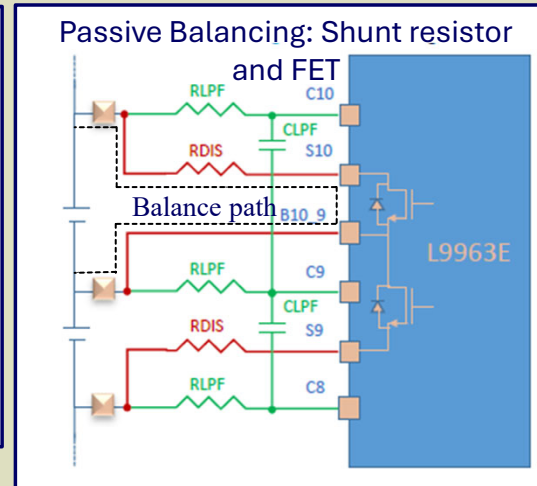 Passive Balancing: Shunt resistor
and FET
RLPF
C10
CLPF
S10
RDIS
Balance path
B10_9
L9963E
RLPF
C9
CLPF
RDIS
S9
RLPF
C8